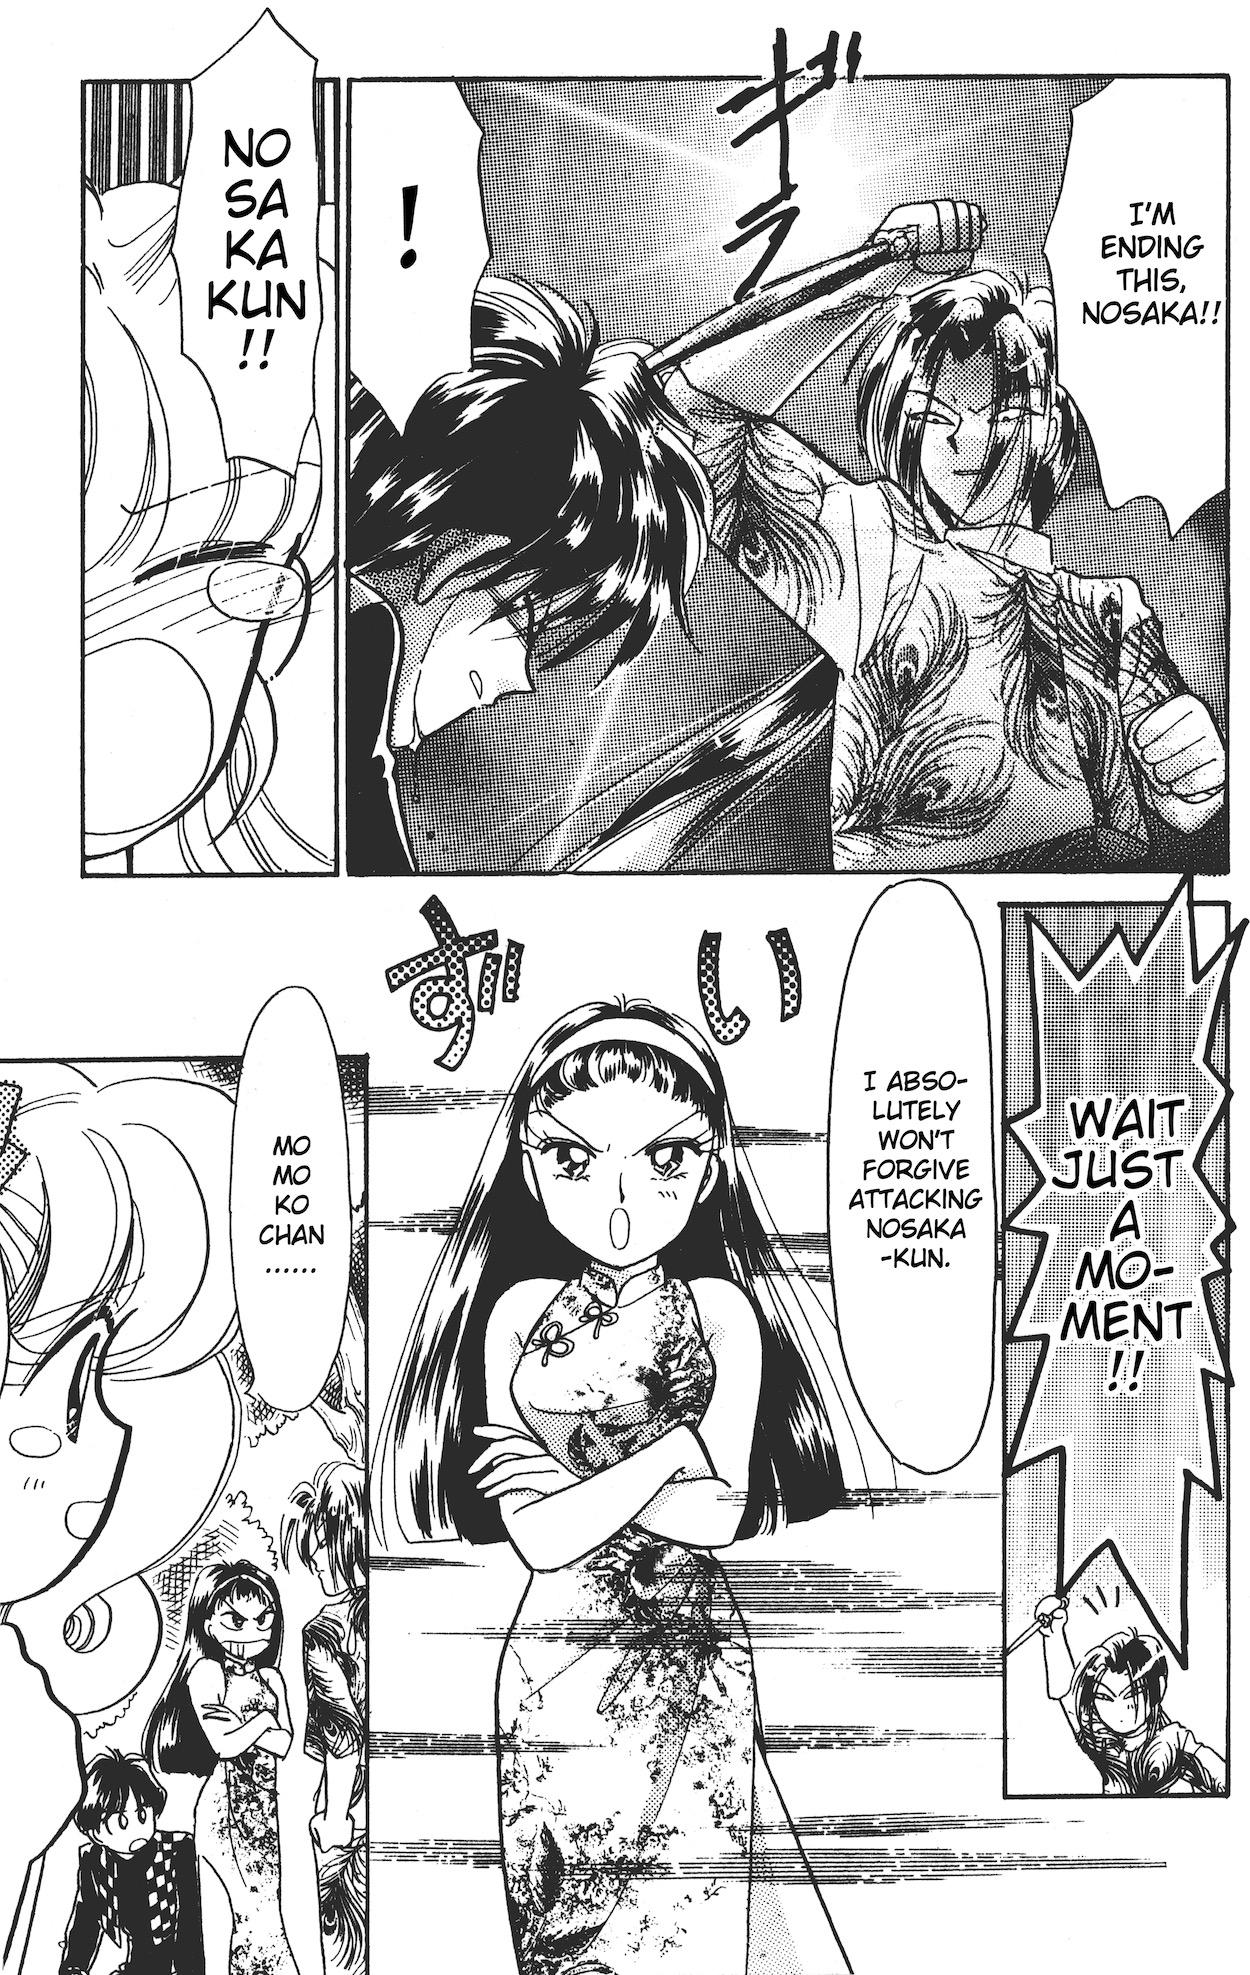 I'M
ENDING
THIS,
NOSAKA!!
ギラ
!
NO
SA
KA
KUN
!!
WAIT
JUST
A
MO-
MENT
!!
I ABSO-
LUTELY
WON'T
FORGIVE
ATTACKING
NOSAKA
-KUN.
ずい
MO
MO
KO
CHAN
......